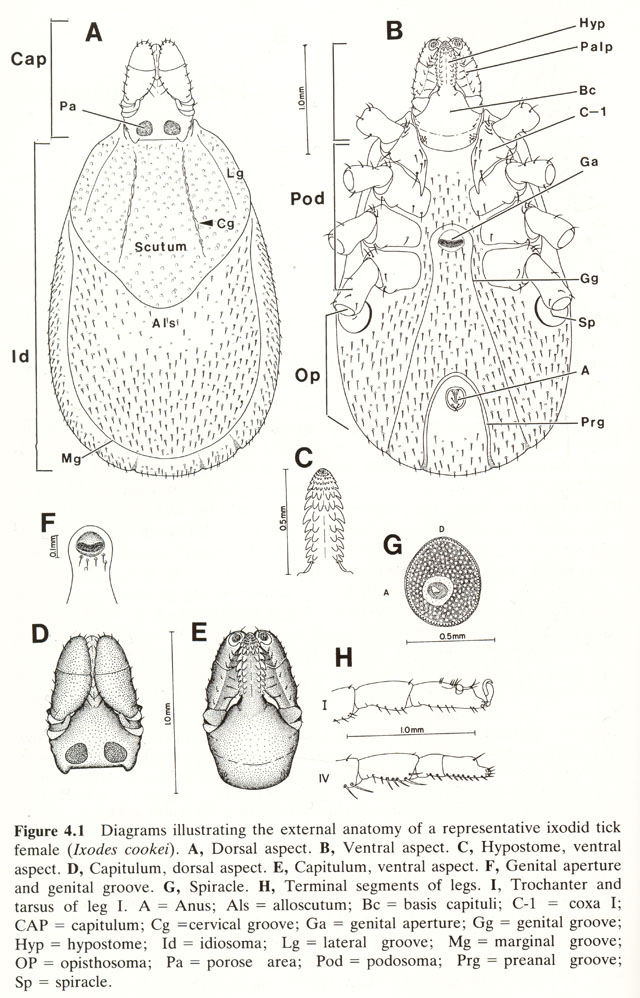 A
B
Cap
Pa
Lg
Cg
Scutum
Als
Id
Mg
1.0mm
Hyp
Palp
Bc
C-1
Ga
Pod
Gg
Sp
Op
A
Prg
C
0.5mm
F
0.1mm
G
D
A
0.5mm
D
E
1.0mm
H
I
1.0mm
IV
Figure 4.1 Diagrams illustrating the external anatomy of a representative ixodid tick
female (Ixodes cookei). A, Dorsal aspect. B, Ventral aspect. C, Hypostome, ventral
aspect. D, Capitulum, dorsal aspect. E, Capitulum, ventral aspect. F, Genital aperture
and genital groove. G, Spiracle. H, Terminal segments of legs. I, Trochanter and
tarsus of leg I. A = Anus; Als = alloscutum; Bc = basis capituli; C-1 = coxa I;
CAP = capitulum; Cg =cervical groove; Ga = genital aperture; Gg = genital groove;
Hyp = hypostome; Id = idiosoma; Lg = lateral groove; Mg = marginal groove;
OP = opisthosoma; Pa = porose area; Pod = podosoma; Prg = preanal groove;
Sp = spiracle.